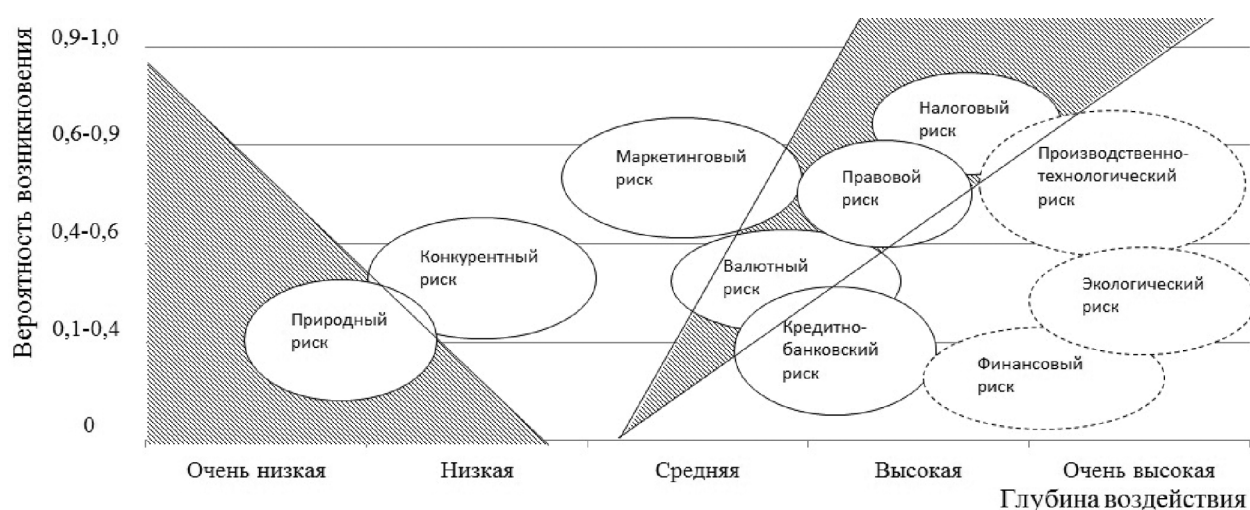 Вероятность возникновения
0,9-1,0
0,6-0,9
0,4-0,6
0,1-0,4
0
Налоговый
риск
Маркетинговый
риск
Правовой
риск
Производственно-
технологический
риск
Конкурентный
риск
Валютный
риск
Экологический
риск
Природный
риск
Кредитно-
банковский
риск
Финансовый
риск
Очень низкая
Низкая
Средняя
Высокая
Очень высокая
Глубина воздействия